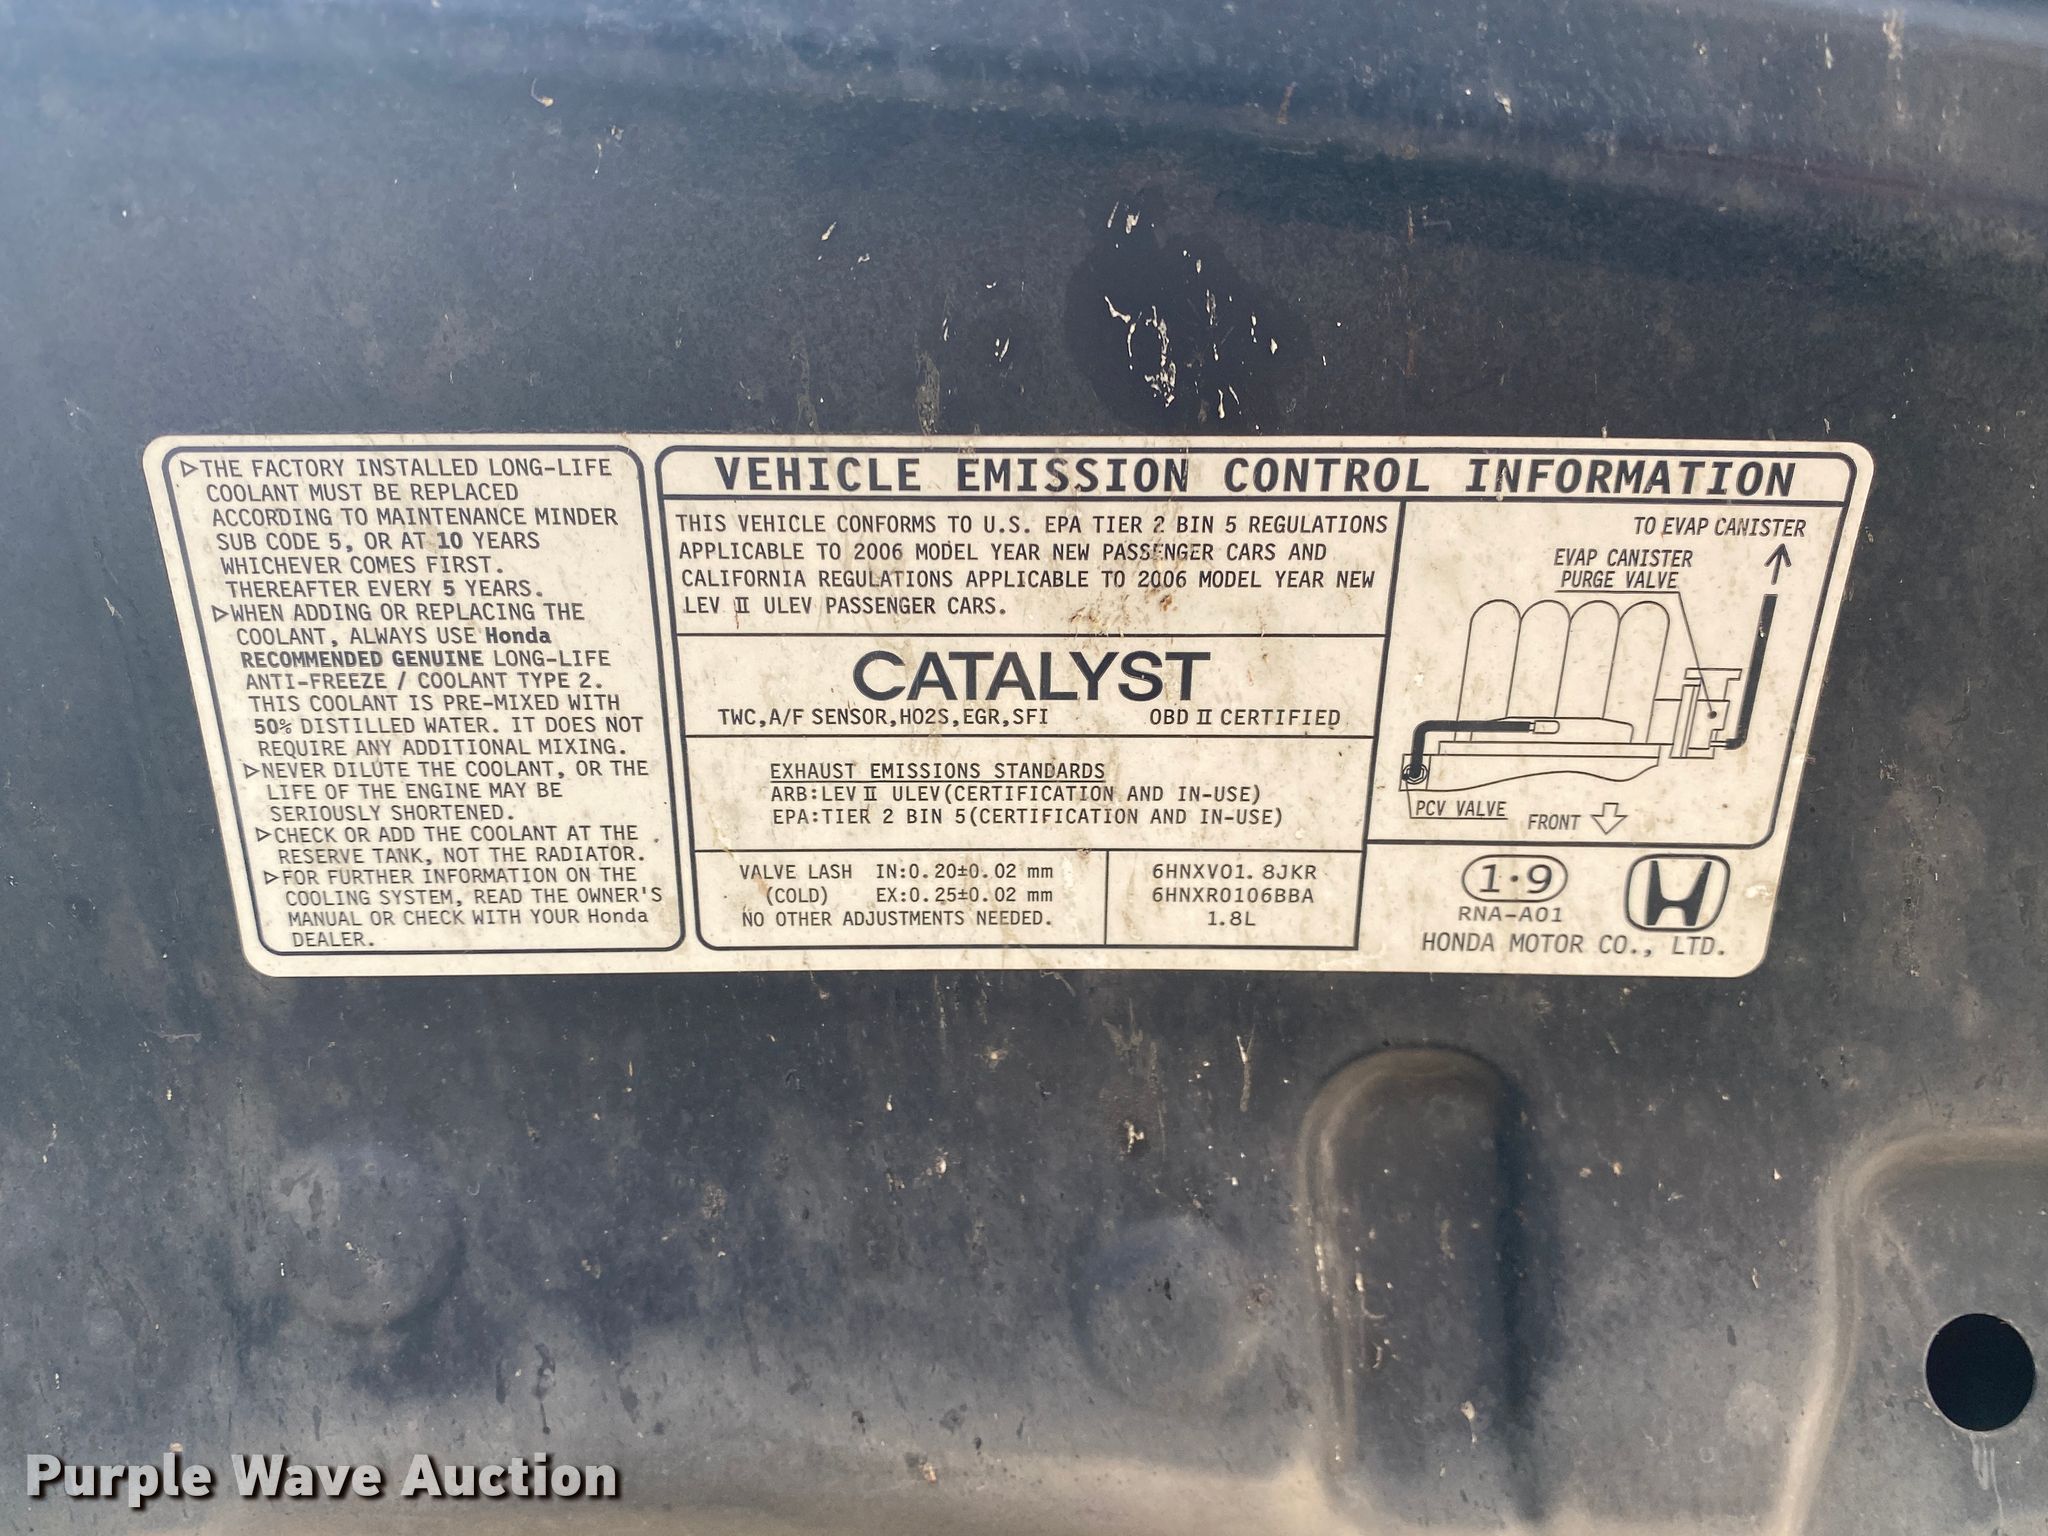 ▷THE FACTORY INSTALLED LONG-LIFE
COOLANT MUST BE REPLACED
ACCORDING TO MAINTENANCE MINDER
SUB CODE 5, OR AT 10 YEARS
WHICHEVER COMES FIRST.
THEREAFTER EVERY 5 YEARS.
▷WHEN ADDING OR REPLACING THE
COOLANT, ALWAYS USE Honda
RECOMMENDED GENUINE LONG-LIFE
ANTI-FREEZE / COOLANT TYPE 2.
THIS COOLANT IS PRE-MIXED WITH
50% DISTILLED WATER. IT DOES NOT
REQUIRE ANY ADDITIONAL MIXING.
▷NEVER DILUTE THE COOLANT, OR THE
LIFE OF THE ENGINE MAY BE
SERIOUSLY SHORTENED.
▷CHECK OR ADD THE COOLANT AT THE
RESERVE TANK, NOT THE RADIATOR.
▷FOR FURTHER INFORMATION ON THE
COOLING SYSTEM, READ THE OWNER'S
MANUAL OR CHECK WITH YOUR Honda
DEALER.
VEHICLE EMISSION CONTROL INFORMATION
THIS VEHICLE CONFORMS TO U.S. EPA TIER 2 BIN 5 REGULATIONS
APPLICABLE TO 2006 MODEL YEAR NEW PASSENGER CARS AND
CALIFORNIA REGULATIONS APPLICABLE TO 2006 MODEL YEAR NEW
LEV II ULEV PASSENGER CARS.
CATALYST
TWC,A/F SENSOR,HO2S,EGR,SFI OBD II CERTIFIED
EXHAUST EMISSIONS STANDARDS
ARB:LEV II ULEV(CERTIFICATION AND IN-USE)
EPA:TIER 2 BIN 5(CERTIFICATION AND IN-USE)
VALVE LASH IN:0.20±0.02 mm
(COLD) EX:0.25±0.02 mm
NO OTHER ADJUSTMENTS NEEDED.
6HNXV01.8JKR
6HNXR0106BBA
1.8L
TO EVAP CANISTER
EVAP CANISTER
PURGE VALVE
PCV VALVE
FRONT
1·9
RNA-A01
HONDA MOTOR CO., LTD.
Purple Wave Auction